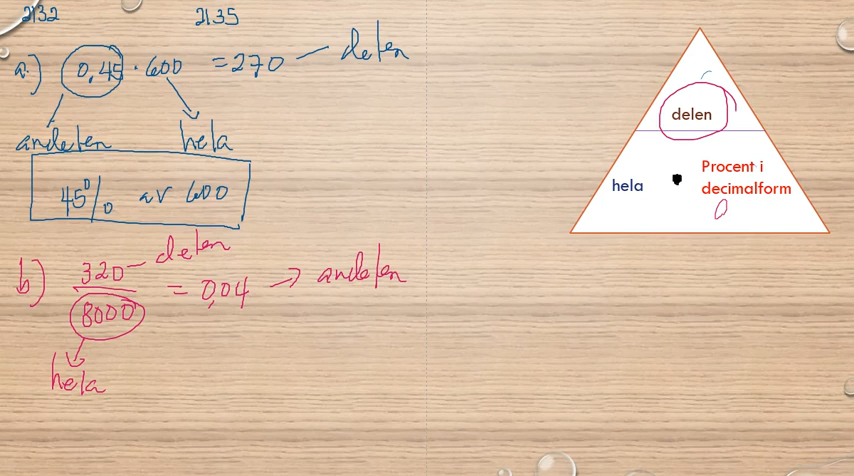 2132 2135
a) 0,45 · 600 = 270 — delen
andelen hela
45% av 600
b) 320 — delen
8000 = 0,04 → andelen
hela
delen
hela • Procent i
decimalform